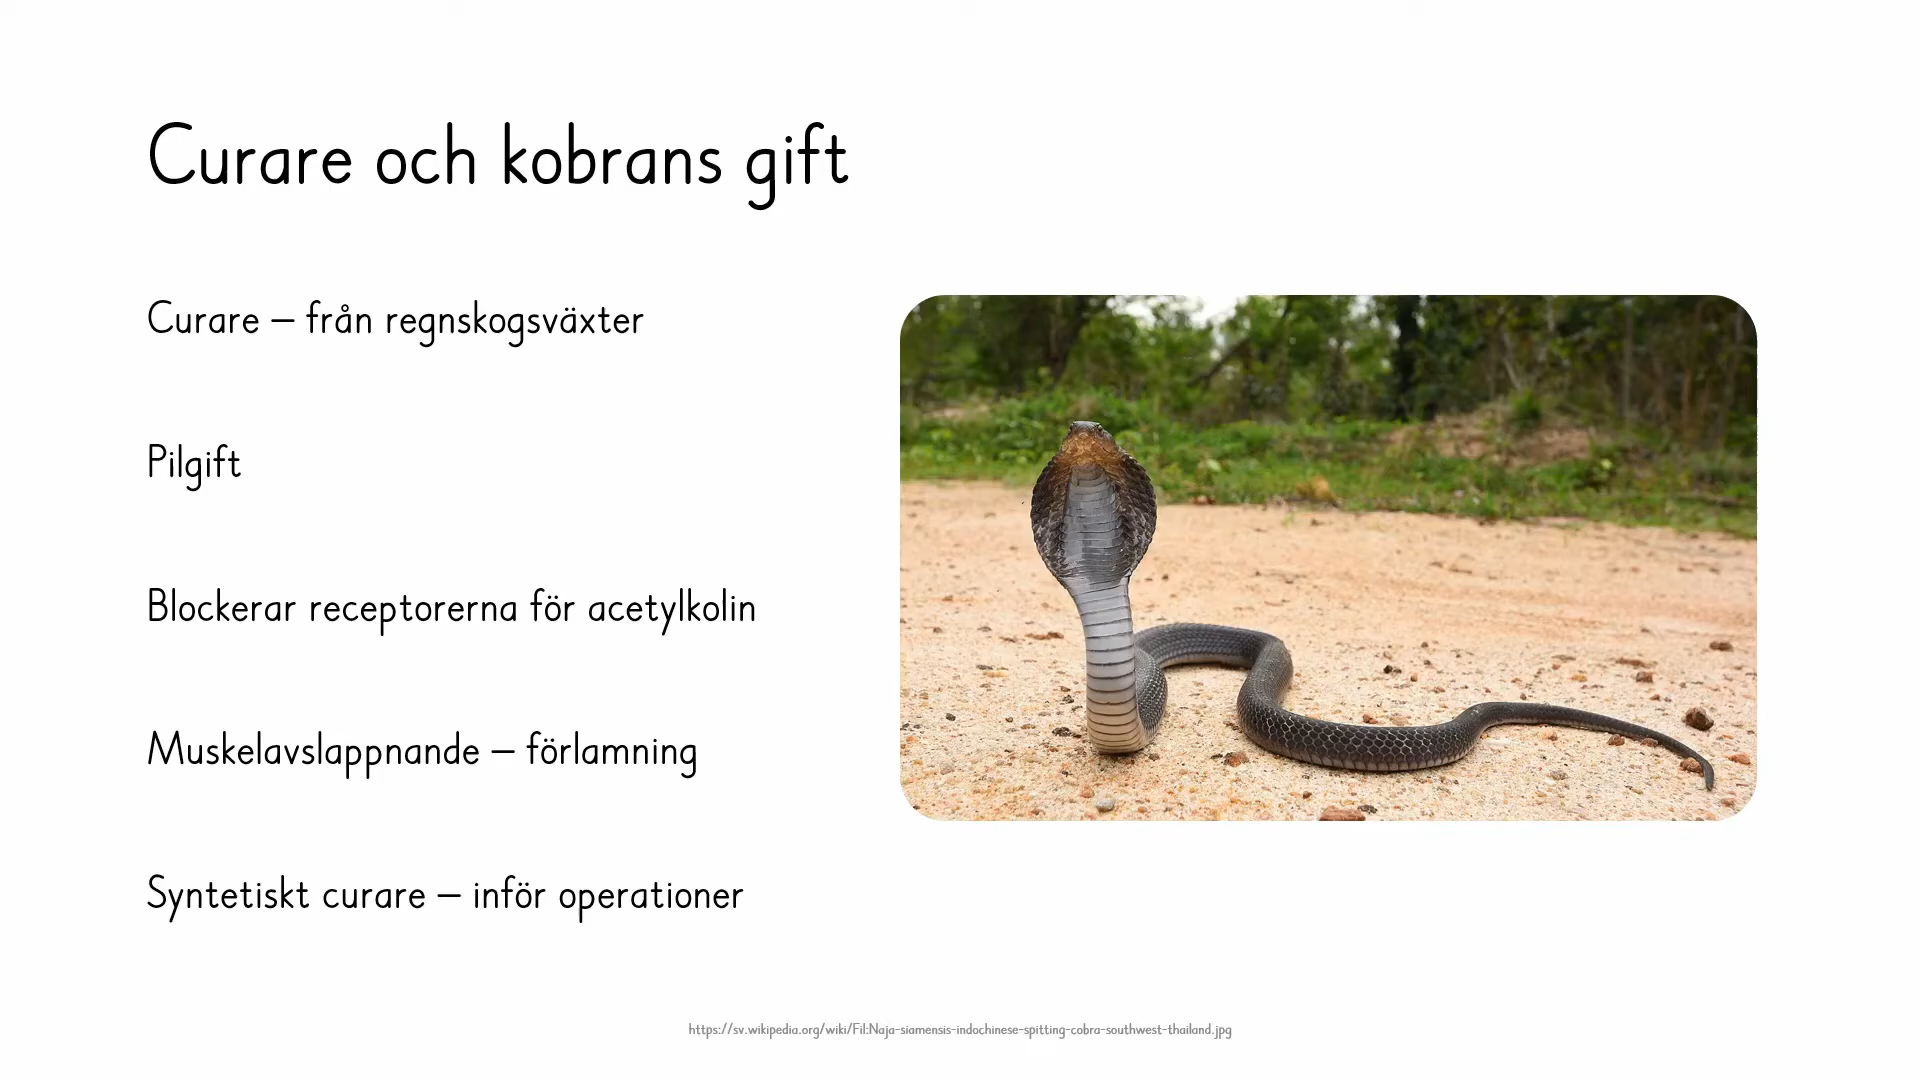 Curare och kobrans gift
Curare – från regnskogsväxter
Pilgift
Blockerar receptorerna för acetylkolin
Muskelavslappnande – förlamning
Syntetiskt curare – inför operationer
https://sv.wikipedia.org/wiki/Fil:Naja-siamensis-indochinese-spitting-cobra-southwest-thailand.jpg